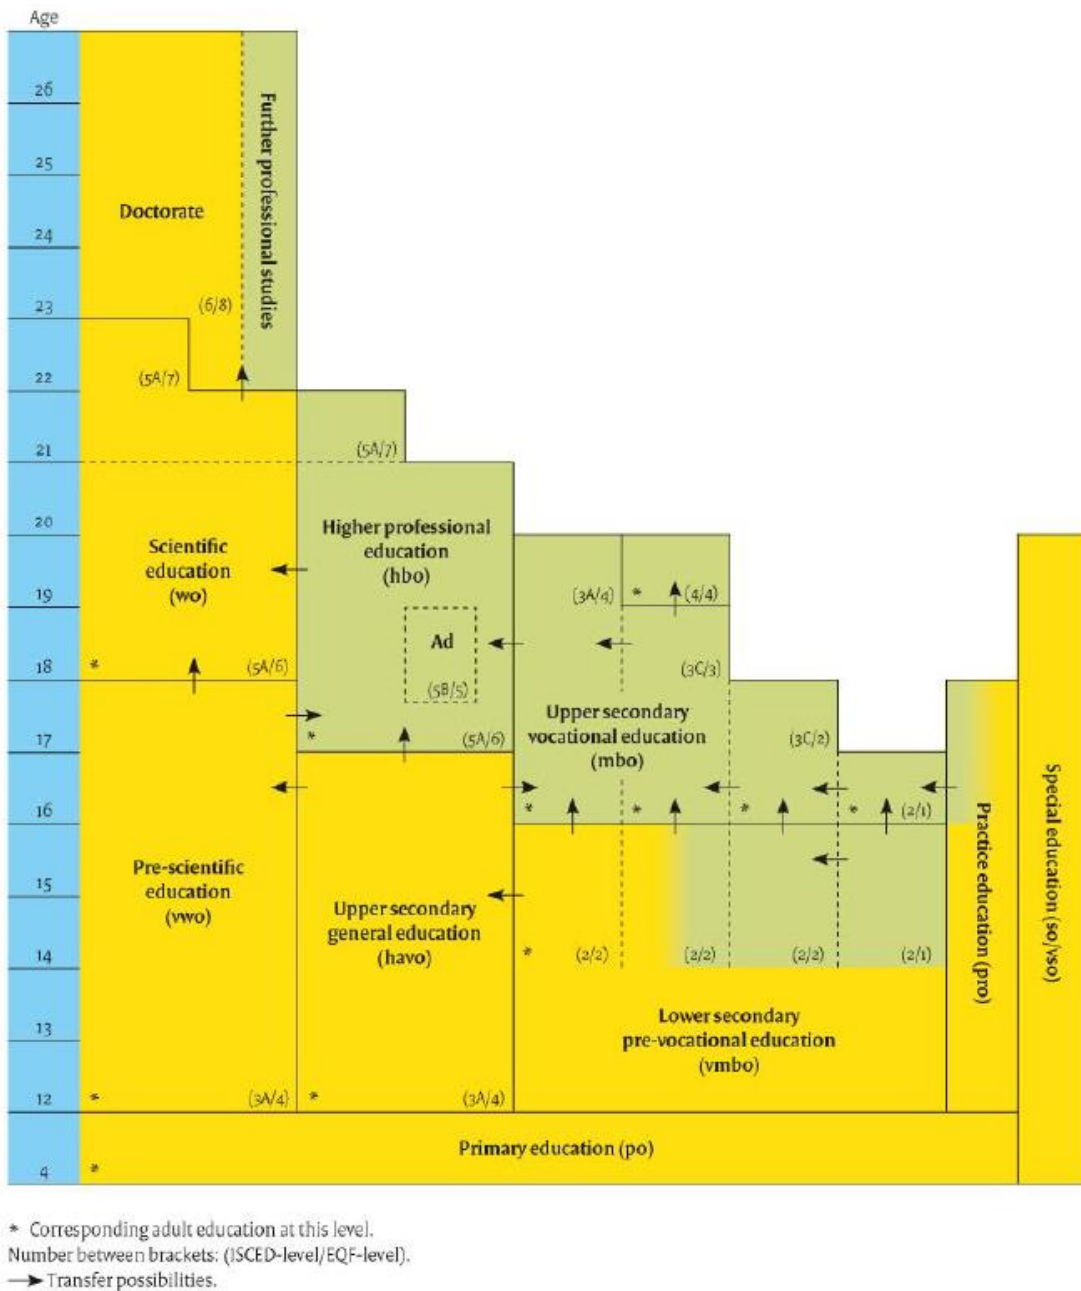 Age
26
25
24
23
22
21
20
19
18
17
16
15
14
13
12
4
Doctorate
(6/8)
Further professional studies
(5A/7)
(5A/7)
Scientific
education
(wo)
* (5A/6)
Higher professional
education
(hbo)
Ad
(5B/5)
* (5A/6)
(3A/4)
* (4/4)
(3C/3)
Upper secondary
vocational education
(mbo)
(3C/2)
* * * * (2/1)
Pre-scientific
education
(vwo)
* (3A/4)
Upper secondary
general education
(havo)
* (3A/4)
* (2/2) (2/2) (2/2) (2/1)
Lower secondary
pre-vocational education
(vmbo)
Practice education (pro)
Special education (so/vso)
Primary education (po)
*
* Corresponding adult education at this level.
Number between brackets: (ISCED-level/EQF-level).
→ Transfer possibilities.